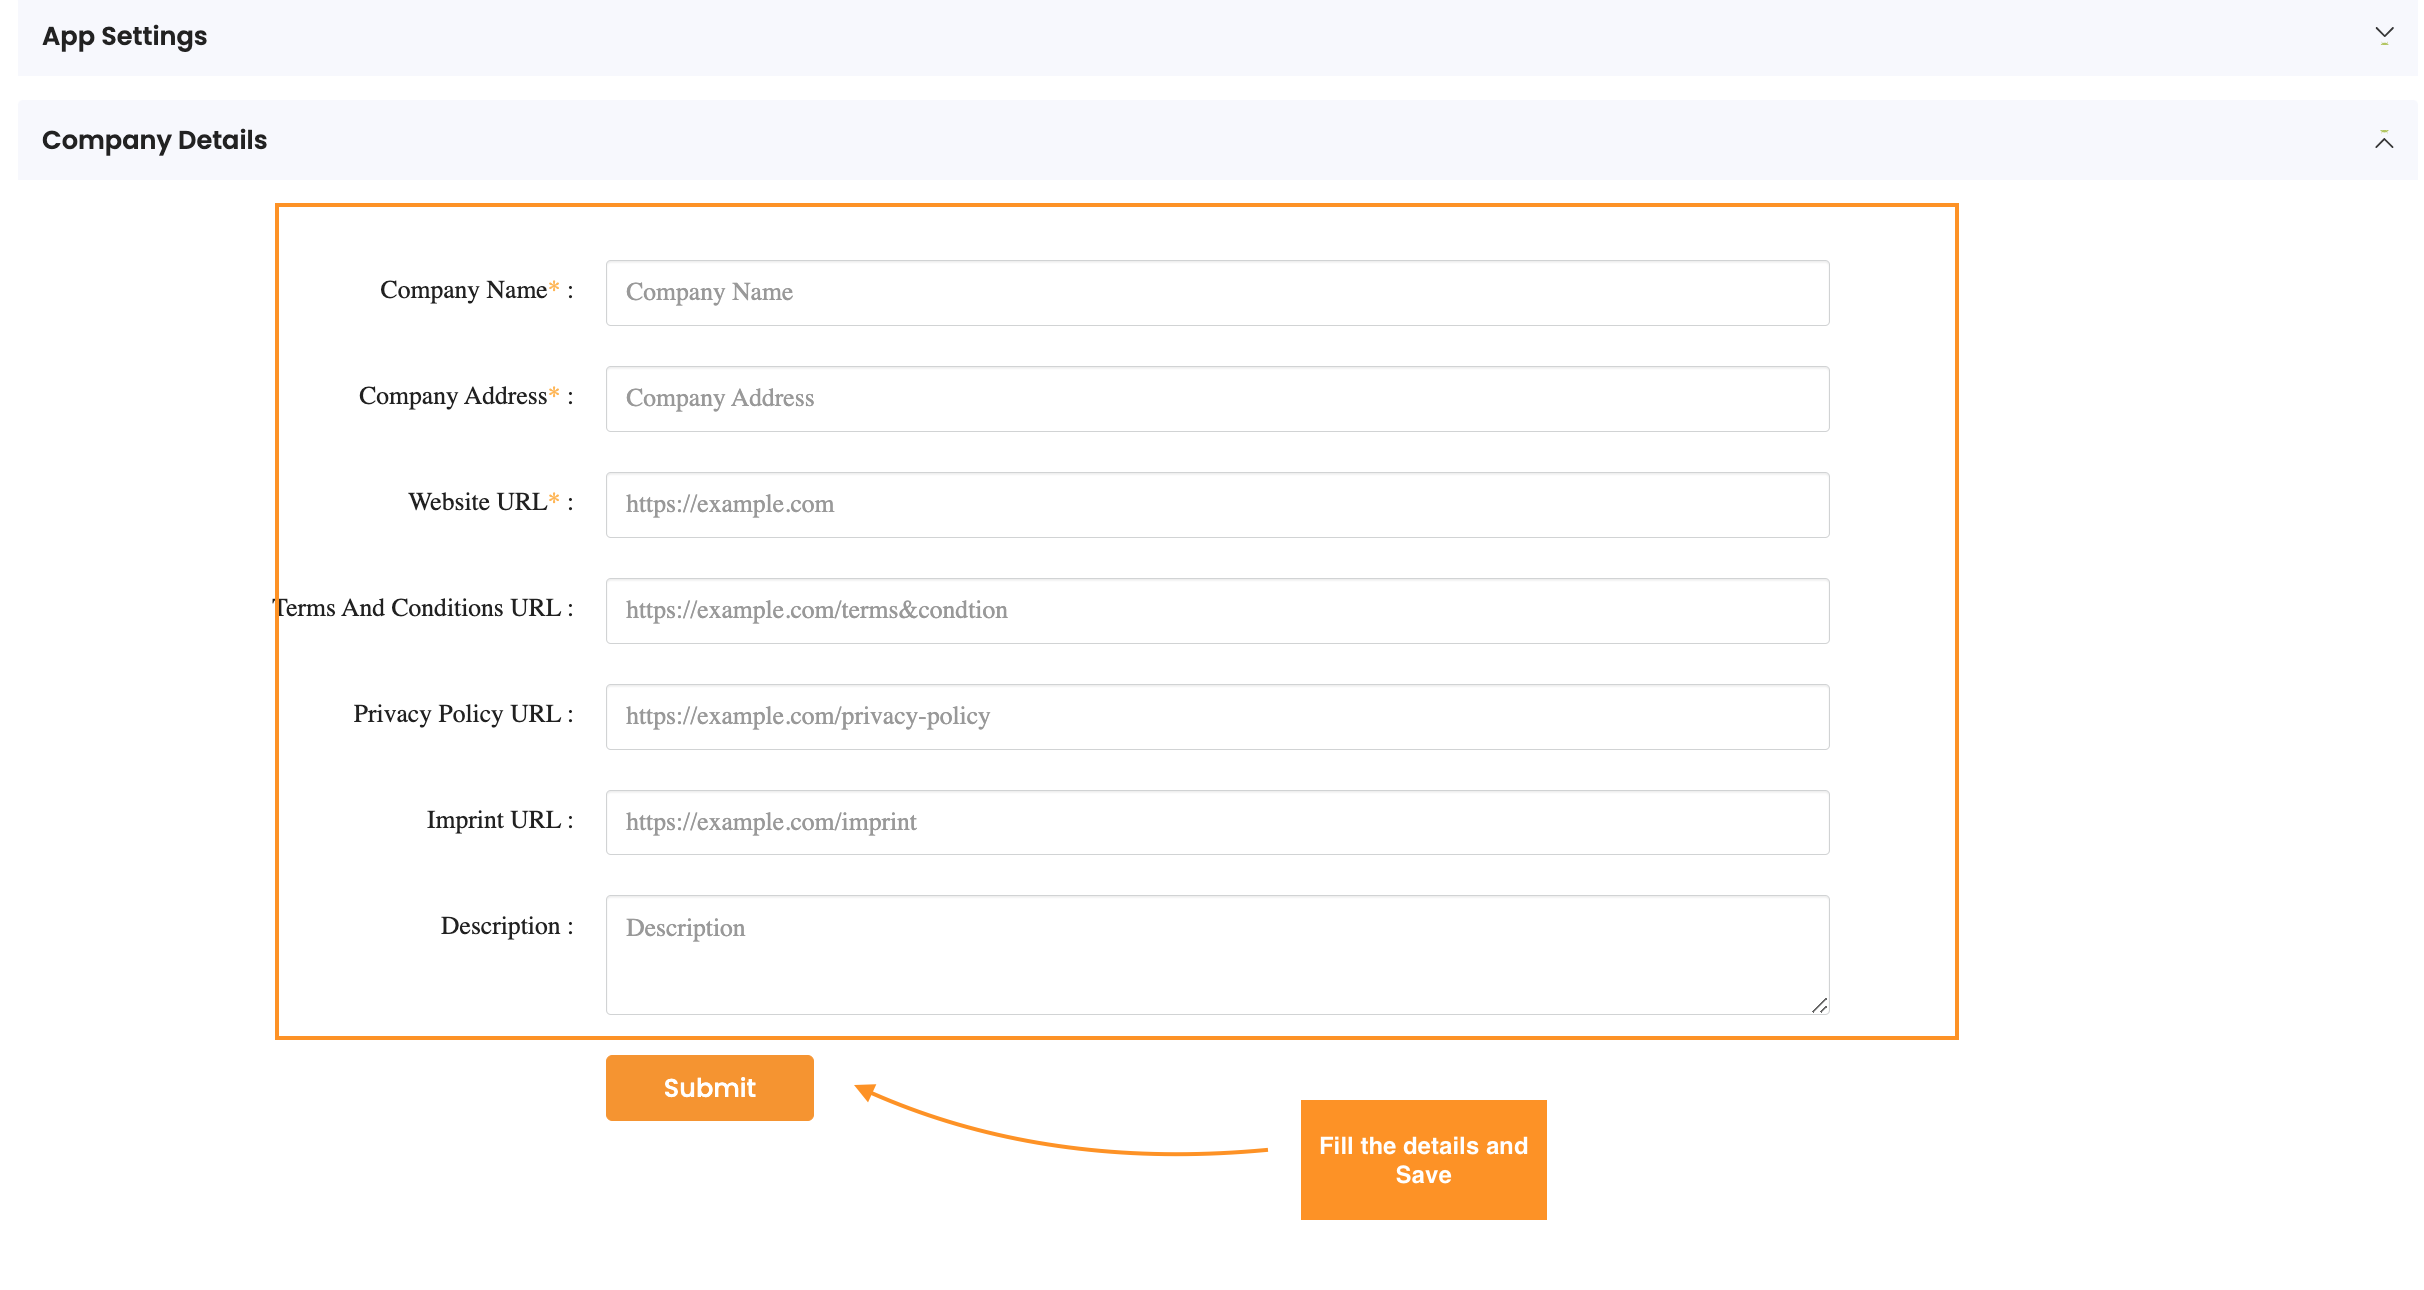 App Settings
Company Details
Company Name* :
Company Name
Company Address* :
Company Address
Website URL* :
https://example.com
Terms And Conditions URL :
https://example.com/terms&condtion
Privacy Policy URL :
https://example.com/privacy-policy
Imprint URL :
https://example.com/imprint
Description :
Description
Submit
Fill the details and
Save